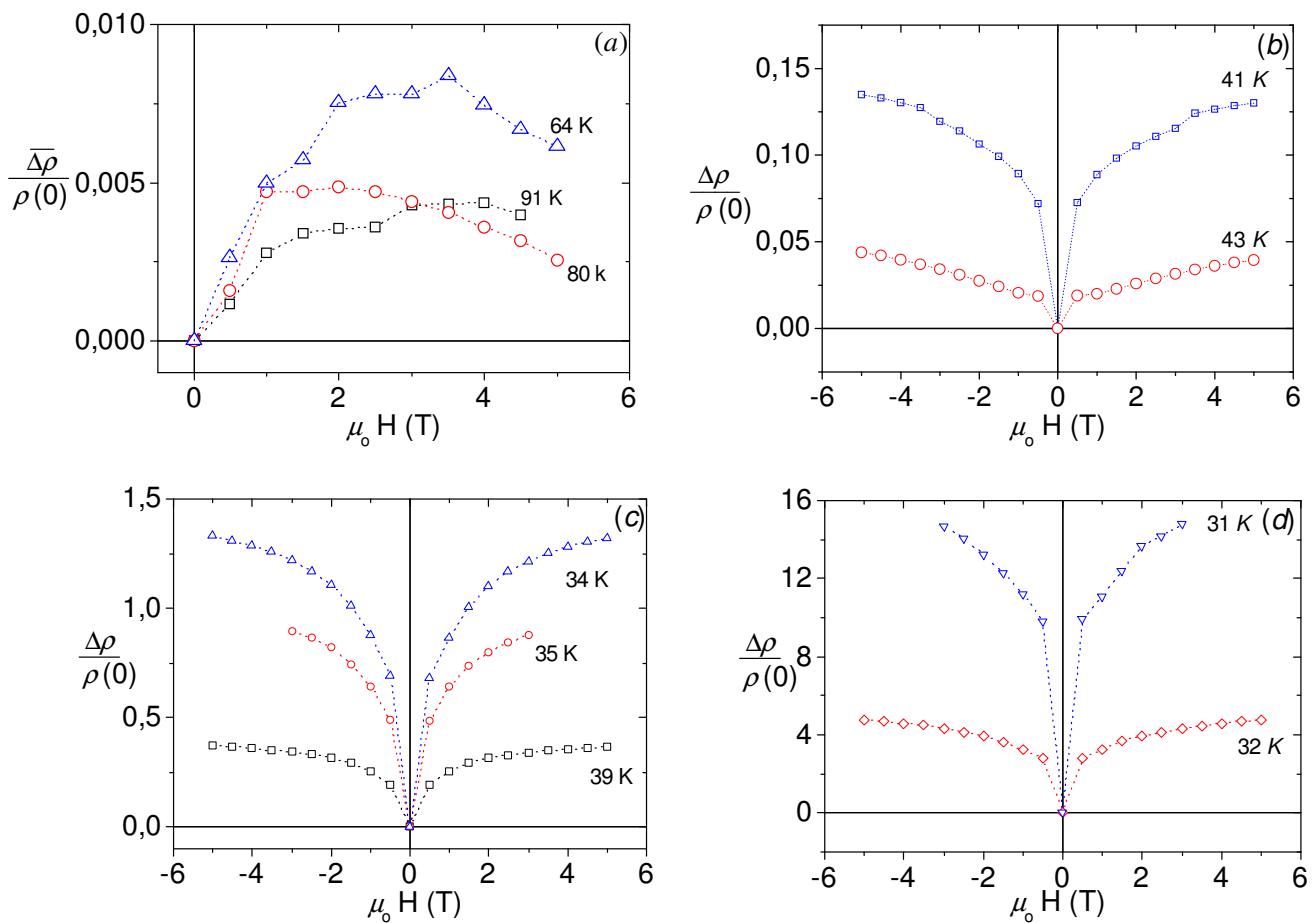 0,010
(a)
64 K
Δρ
ρ (0)
0,005
91 K
80 k
0,000
0 2 4 6
μo H (T)
(b)
0,15
41 K
Δρ
ρ (0)
0,10
0,05
43 K
0,00
-6 -4 -2 0 2 4 6
μo H (T)
1,5
(c)
34 K
1,0
Δρ
ρ (0)
35 K
0,5
39 K
0,0
-6 -4 -2 0 2 4 6
μo H (T)
16
31 K (d)
12
Δρ
ρ (0)
8
4
32 K
0
-6 -4 -2 0 2 4 6
μo H (T)